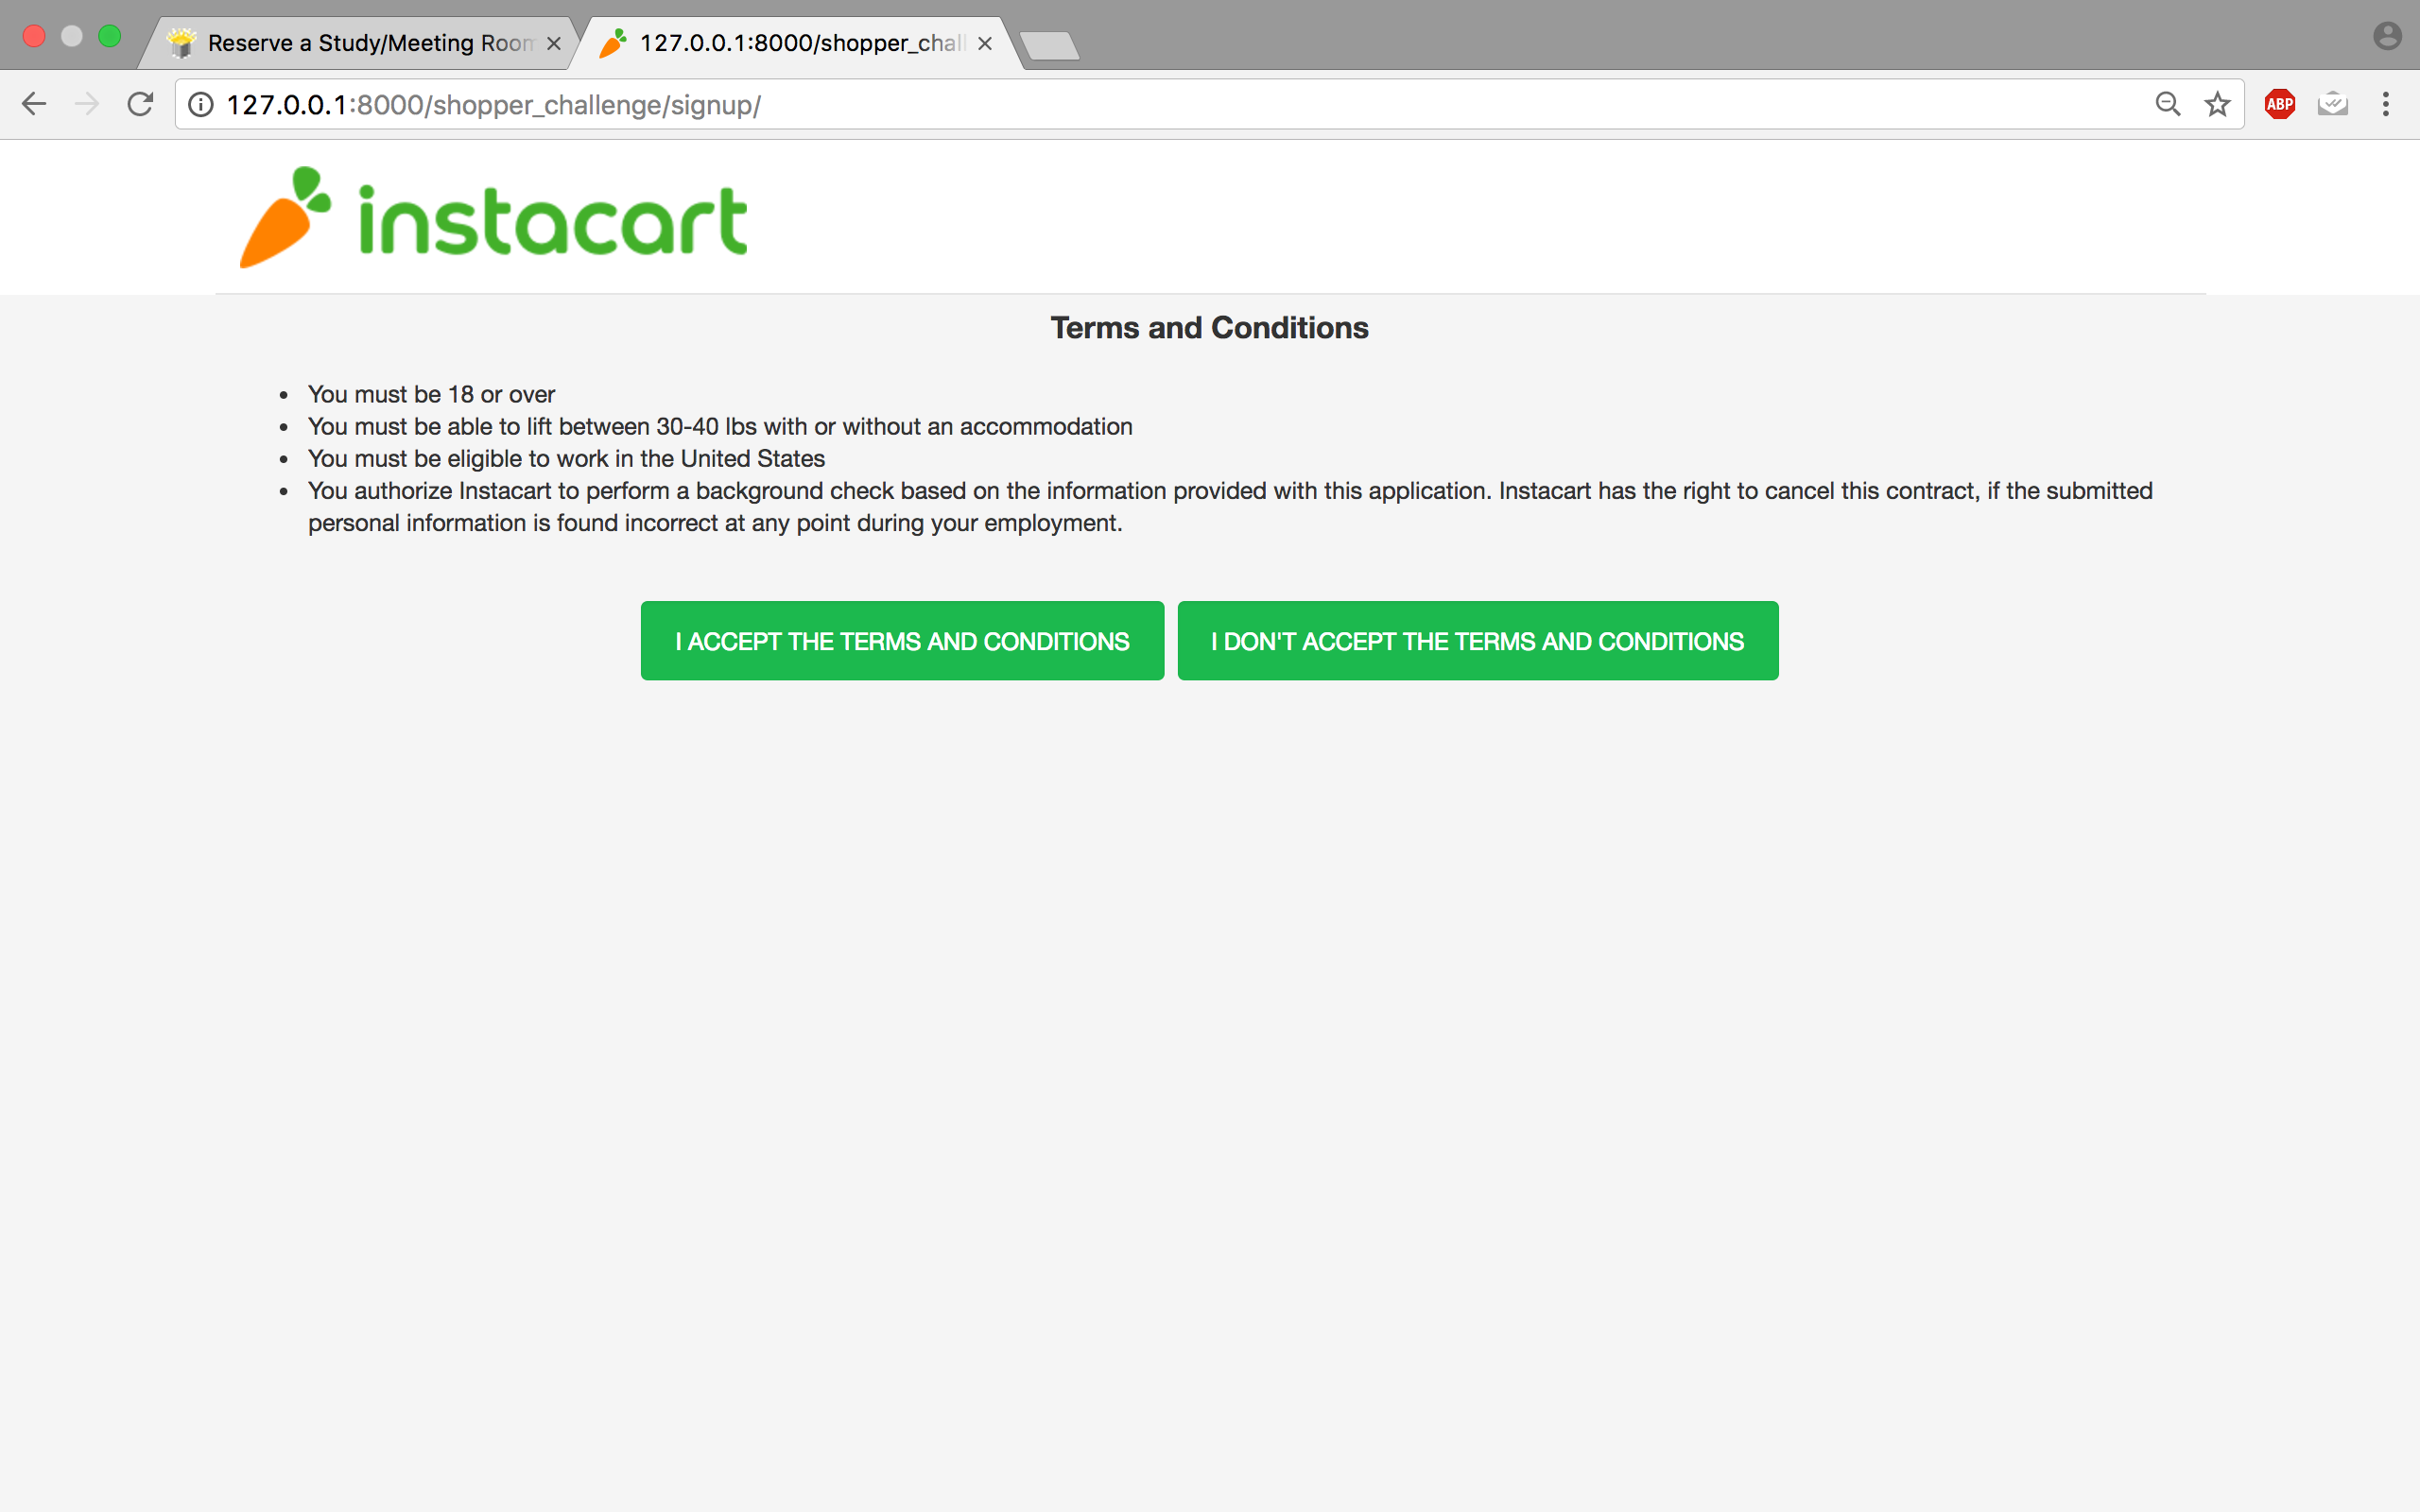 Reserve a Study/Meeting Room
127.0.0.1:8000/shopper_chall
127.0.0.1:8000/shopper_challenge/signup/
ABP
instacart
Terms and Conditions
• You must be 18 or over
• You must be able to lift between 30-40 lbs with or without an accommodation
• You must be eligible to work in the United States
• You authorize Instacart to perform a background check based on the information provided with this application. Instacart has the right to cancel this contract, if the submitted
personal information is found incorrect at any point during your employment.
I ACCEPT THE TERMS AND CONDITIONS
I DON'T ACCEPT THE TERMS AND CONDITIONS